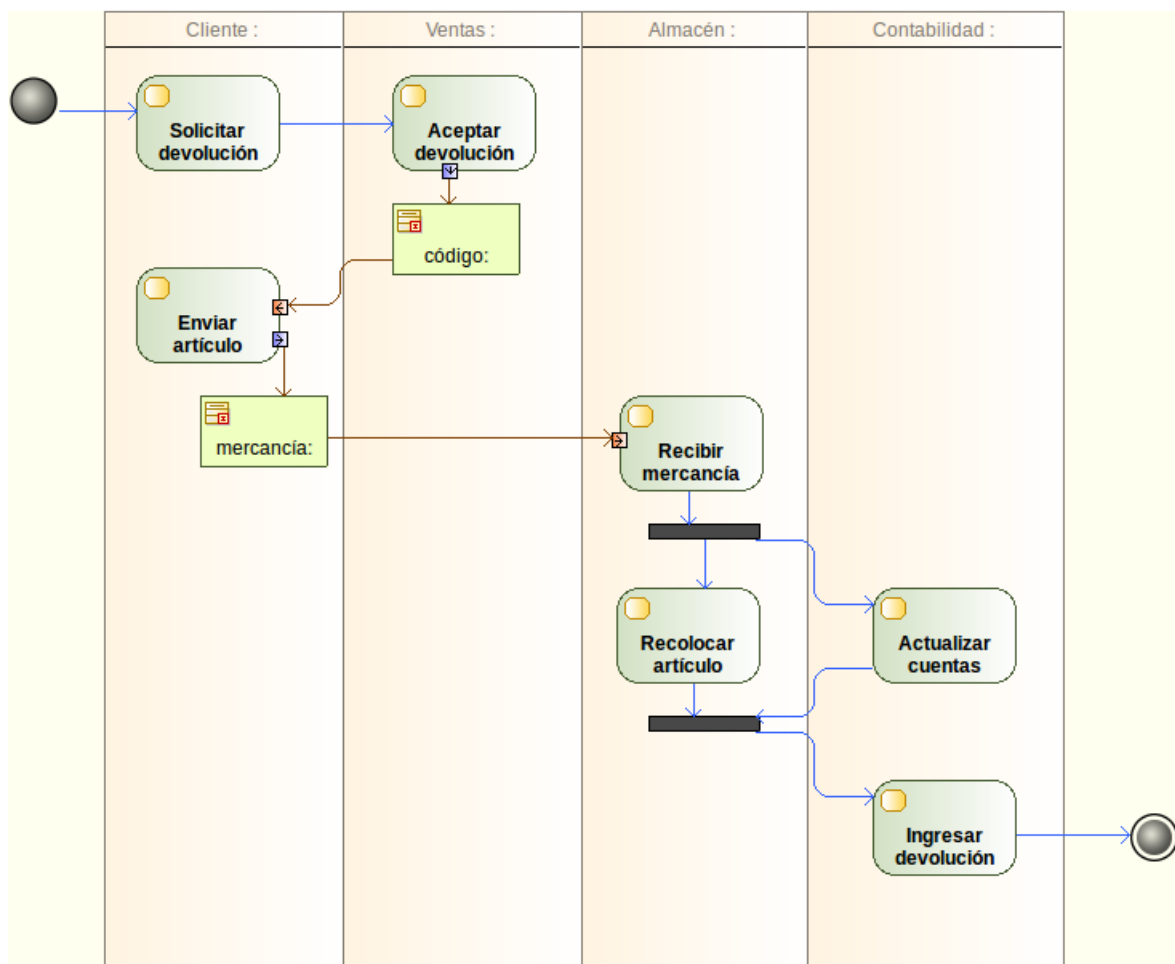 Cliente :
Ventas :
Almacén :
Contabilidad :
Solicitar
devolución
Aceptar
devolución
código:
Enviar
artículo
mercancía:
Recibir
mercancía
Recolocar
artículo
Actualizar
cuentas
Ingresar
devolución